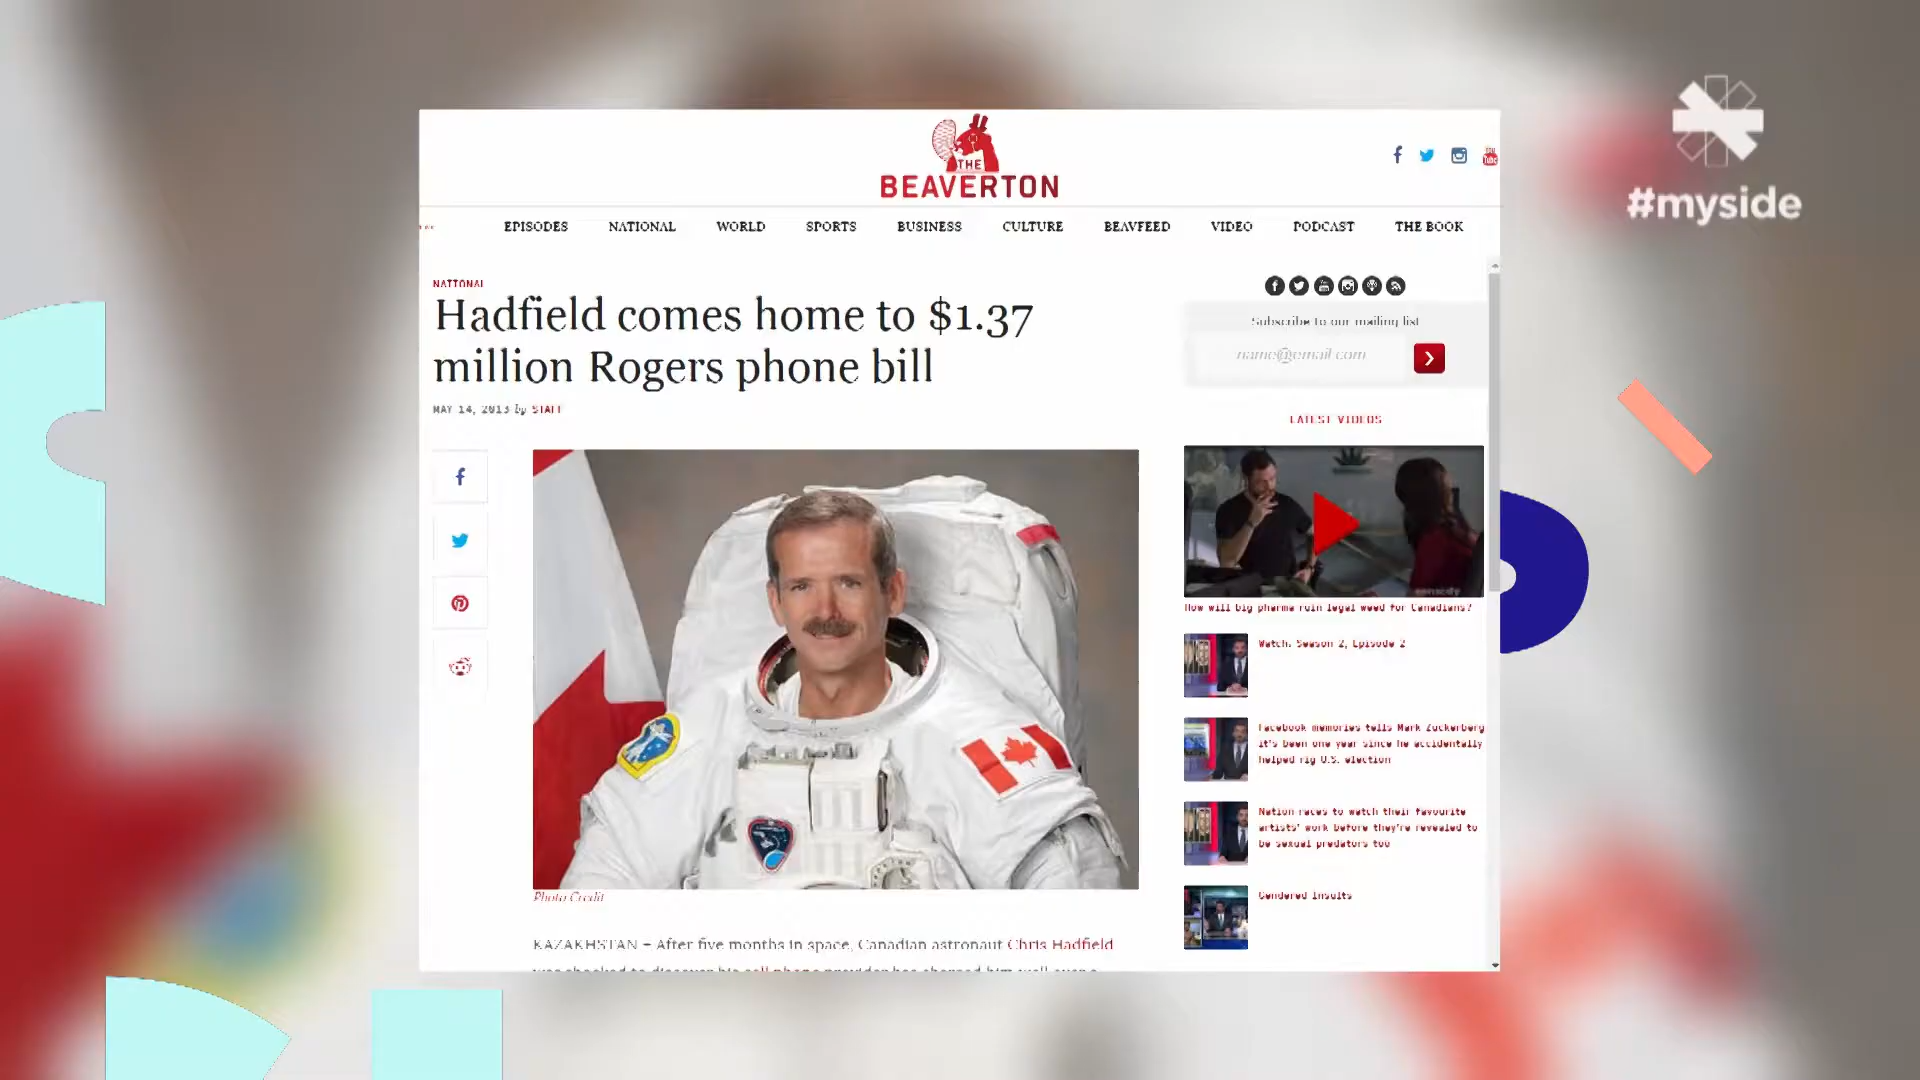 #myside
THE
BEAVERTON
EPISODES NATIONAL WORLD SPORTS BUSINESS CULTURE BEAVFEED VIDEO PODCAST THE BOOK
NATIONAL
Hadfield comes home to $1.37
million Rogers phone bill
MAY 14, 2013 by STAFF
Photo Credit
KAZAKHSTAN – After five months in space, Canadian astronaut Chris Hadfield
Subscribe to our mailing list
name@email.com
LATEST VIDEOS
How will big pharma ruin legal weed for Canadians?
Watch: Season 2, Episode 2
Facebook memories tells Mark Zuckerberg
it's been one year since he accidentally
helped rig U.S. election
Nation races to watch their favourite
artists' work before they're revealed to
be sexual predators too
Gendered Insults